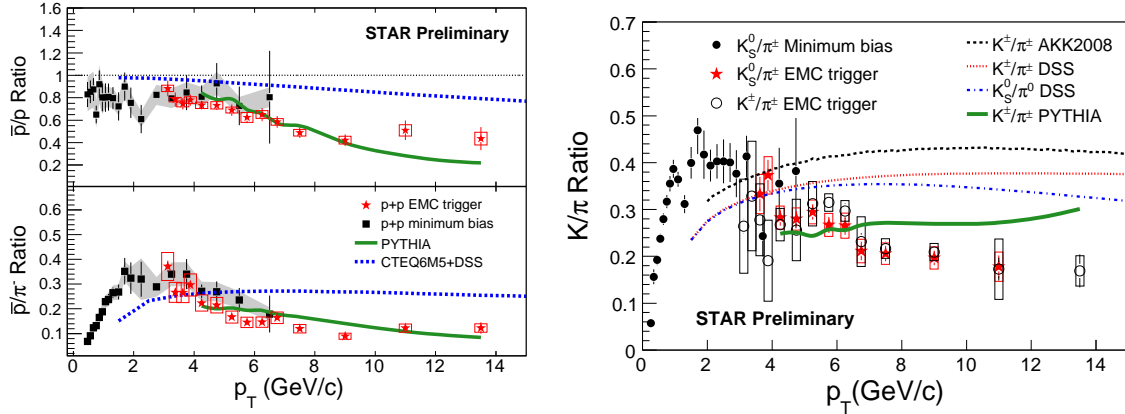 1.6
1.4
1.2
1
0.8
0.6
0.4
0.2
0
p̅/p Ratio
STAR Preliminary
0.4
0.3
0.2
0.1
0
p̅/π⁻ Ratio
p+p EMC trigger
p+p minimum bias
PYTHIA
CTEQ6M5+DSS
0 2 4 6 8 10 12 14
p_T (GeV/c)
0.7
0.6
0.5
0.4
0.3
0.2
0.1
0
K/π Ratio
K⁰_S/π± Minimum bias
K⁰_S/π± EMC trigger
K±/π± EMC trigger
K±/π± AKK2008
K±/π± DSS
K⁰_S/π⁰ DSS
K±/π± PYTHIA
STAR Preliminary
0 2 4 6 8 10 12 14
p_T(GeV/c)